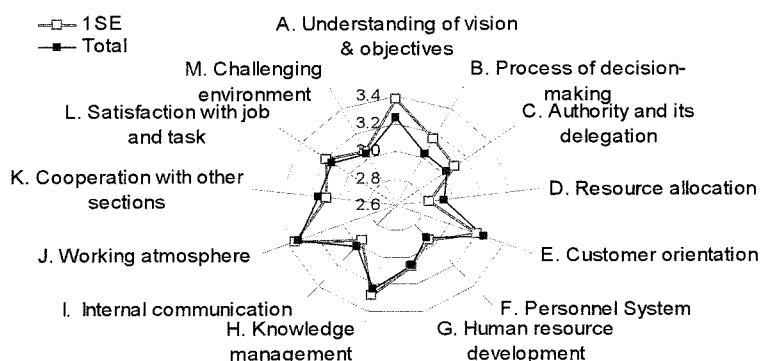 1SE
Total
A. Understanding of vision
& objectives
B. Process of decision-
making
C. Authority and its
delegation
D. Resource allocation
E. Customer orientation
F. Personnel System
G. Human resource
development
H. Knowledge
management
I. Internal communication
J. Working atmosphere
K. Cooperation with other
sections
L. Satisfaction with job
and task
M. Challenging
environment
3.4
3.2
3.0
2.8
2.6